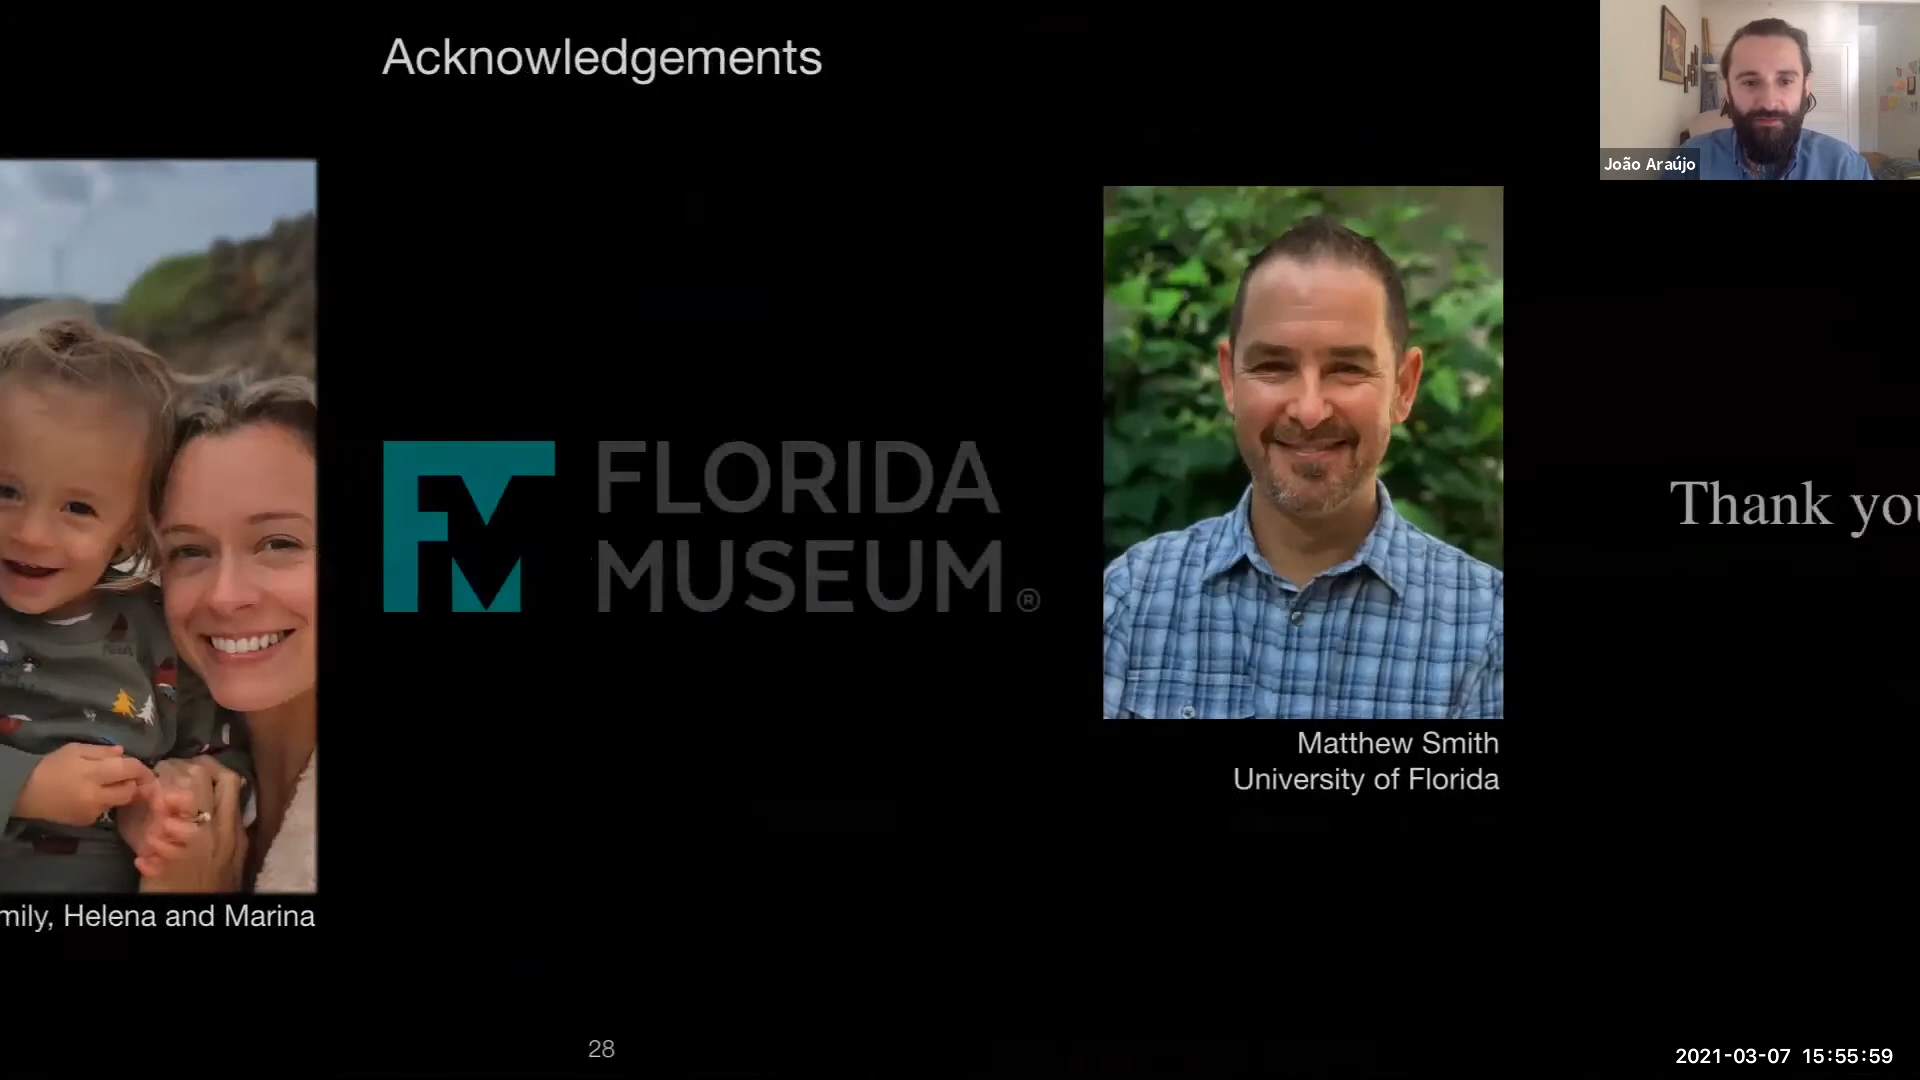 Acknowledgements
João Araújo
FLORIDA
MUSEUM®
Matthew Smith
University of Florida
Thank you
mily, Helena and Marina
28
2021-03-07 15:55:59